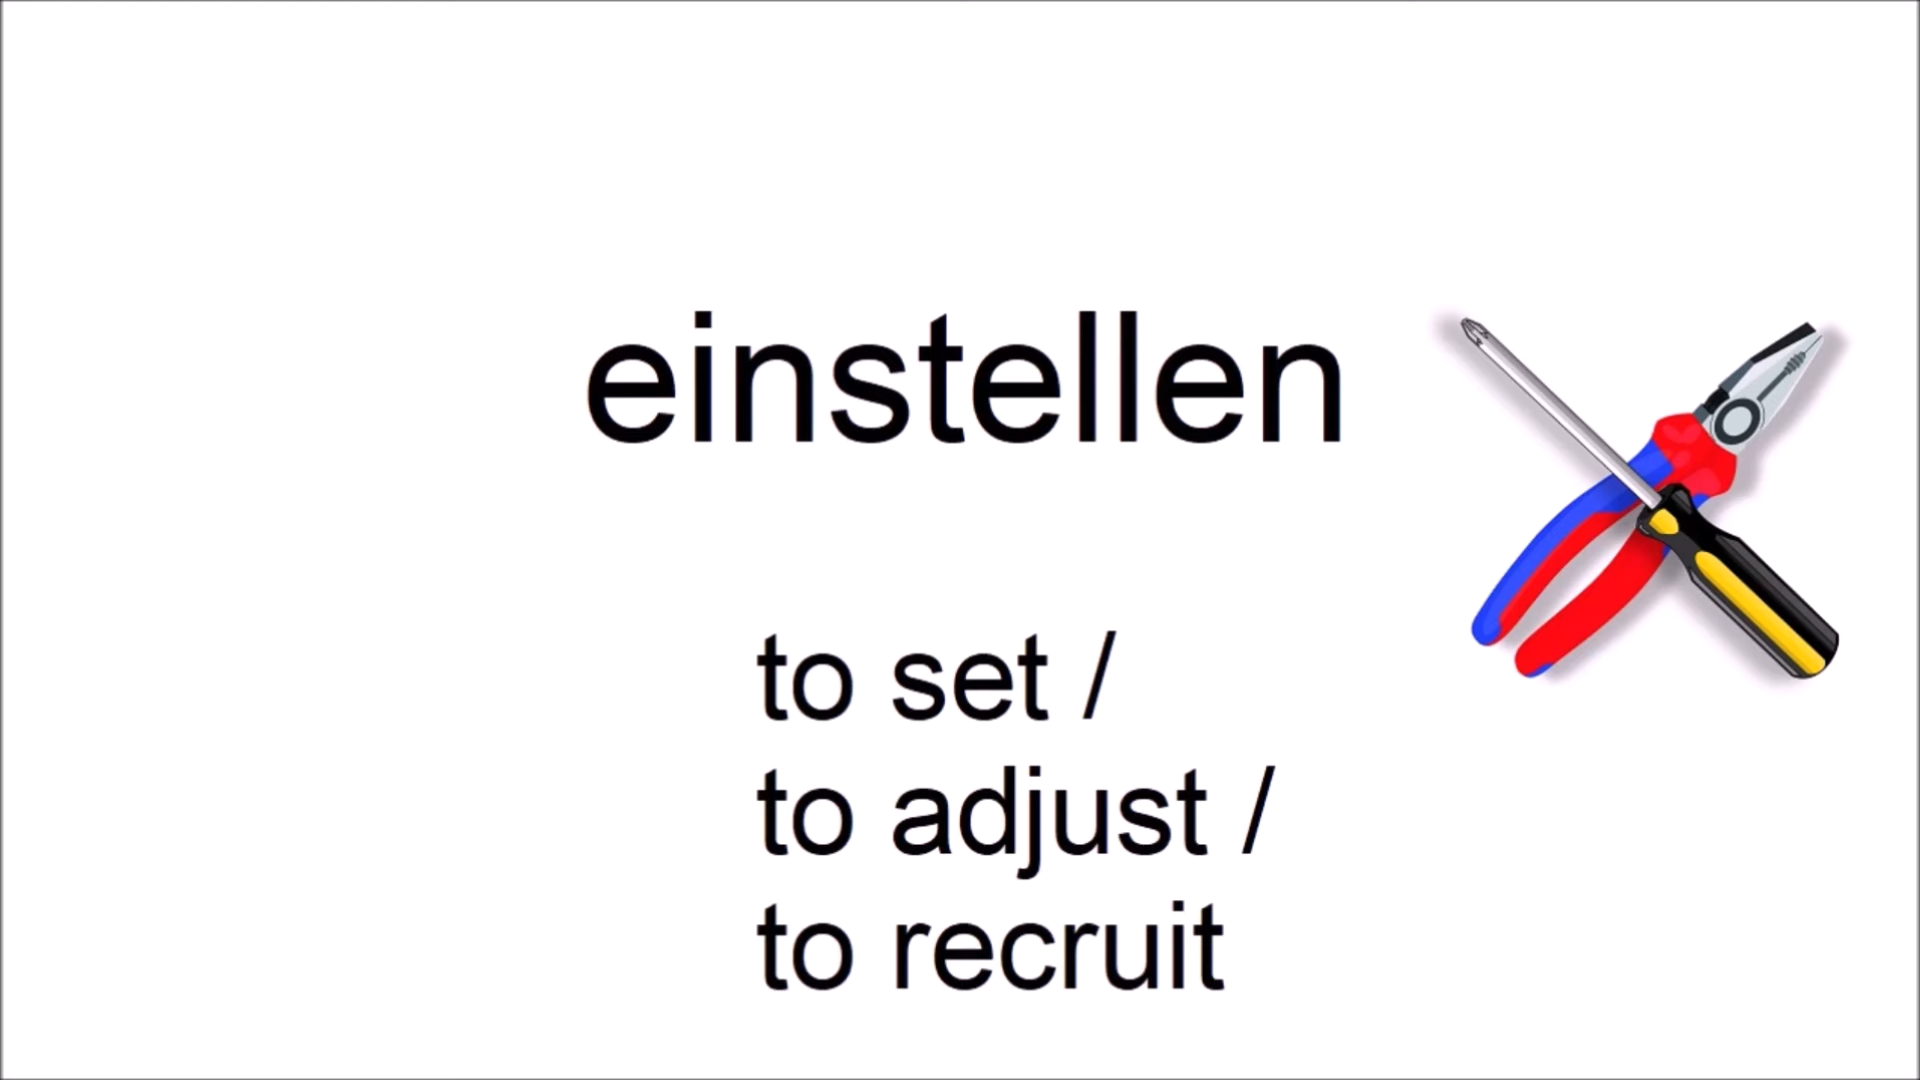 einstellen
to set /
to adjust /
to recruit